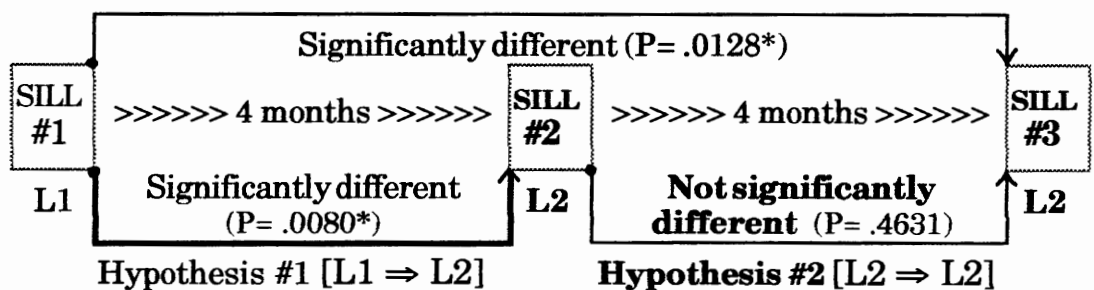 Significantly different (P= .0128*)
SILL #1 >>>>>> 4 months >>>>>> SILL #2 >>>>>> 4 months >>>>>> SILL #3
L1 Significantly different (P= .0080*) L2 Not significantly different (P= .4631) L2
Hypothesis #1 [L1 ⇒ L2] Hypothesis #2 [L2 ⇒ L2]